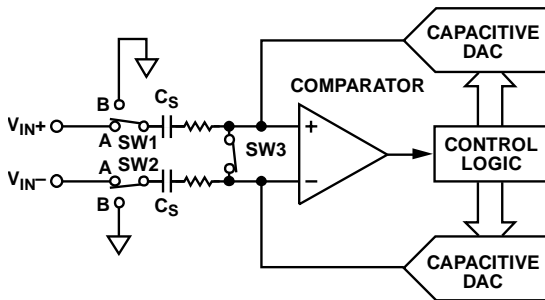 CAPACITIVE
DAC
COMPARATOR
B
CS
VIN+
A
SW1
+
SW3
CONTROL
LOGIC
VIN–
A
SW2
–
B
CS
CAPACITIVE
DAC